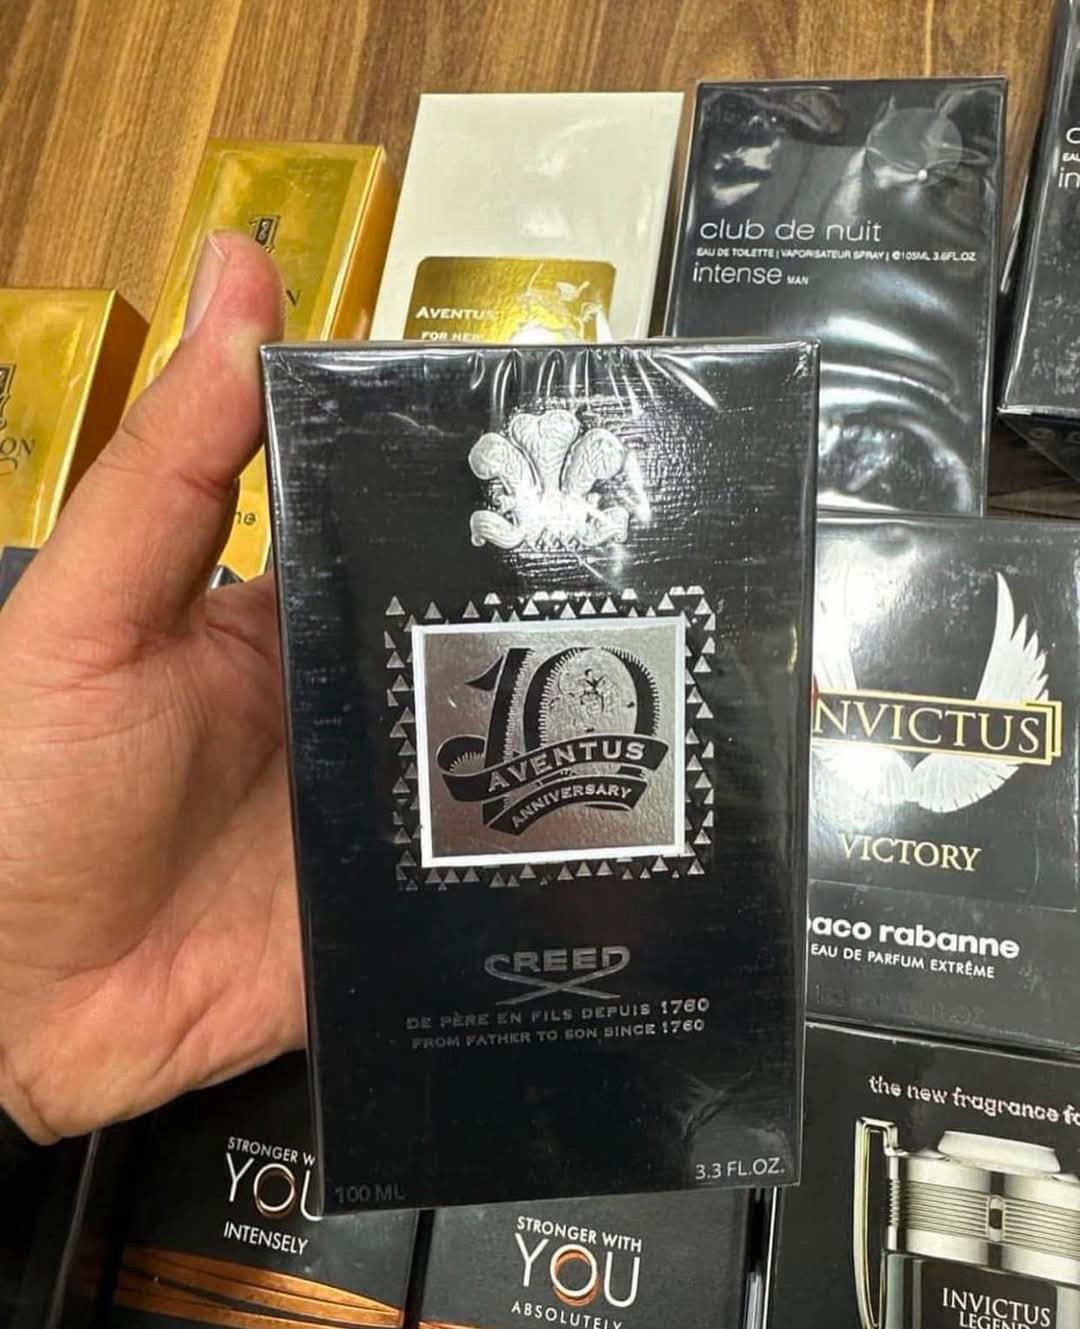 club de nuit
EAU DE TOILETTE | VAPORISATEUR SPRAY | ℮105ML 3.6FL.OZ
intense MAN
AVENTUS
FOR HER
10
AVENTUS
ANNIVERSARY
CREED
DE PÈRE EN FILS DEPUIS 1760
FROM FATHER TO SON SINCE 1760
100 ML
3.3 FL.OZ.
INVICTUS
VICTORY
paco rabanne
EAU DE PARFUM EXTRÊME
the new fragrance
STRONGER
YOU
INTENSELY
STRONGER WITH
YOU
ABSOLUTELY
INVICTUS
LEGEND